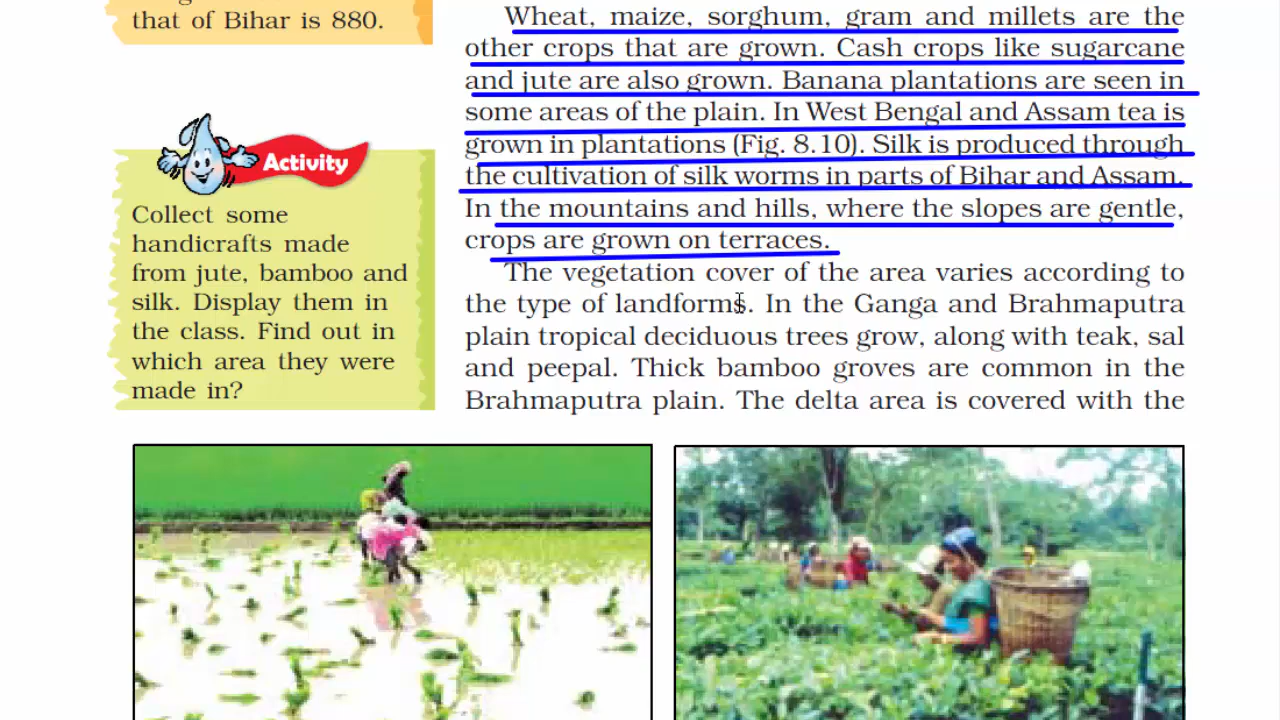 that of Bihar is 880.
Activity
Collect some
handicrafts made
from jute, bamboo and
silk. Display them in
the class. Find out in
which area they were
made in?
Wheat, maize, sorghum, gram and millets are the
other crops that are grown. Cash crops like sugarcane
and jute are also grown. Banana plantations are seen in
some areas of the plain. In West Bengal and Assam tea is
grown in plantations (Fig. 8.10). Silk is produced through
the cultivation of silk worms in parts of Bihar and Assam.
In the mountains and hills, where the slopes are gentle,
crops are grown on terraces.
The vegetation cover of the area varies according to
the type of landforms. In the Ganga and Brahmaputra
plain tropical deciduous trees grow, along with teak, sal
and peepal. Thick bamboo groves are common in the
Brahmaputra plain. The delta area is covered with the